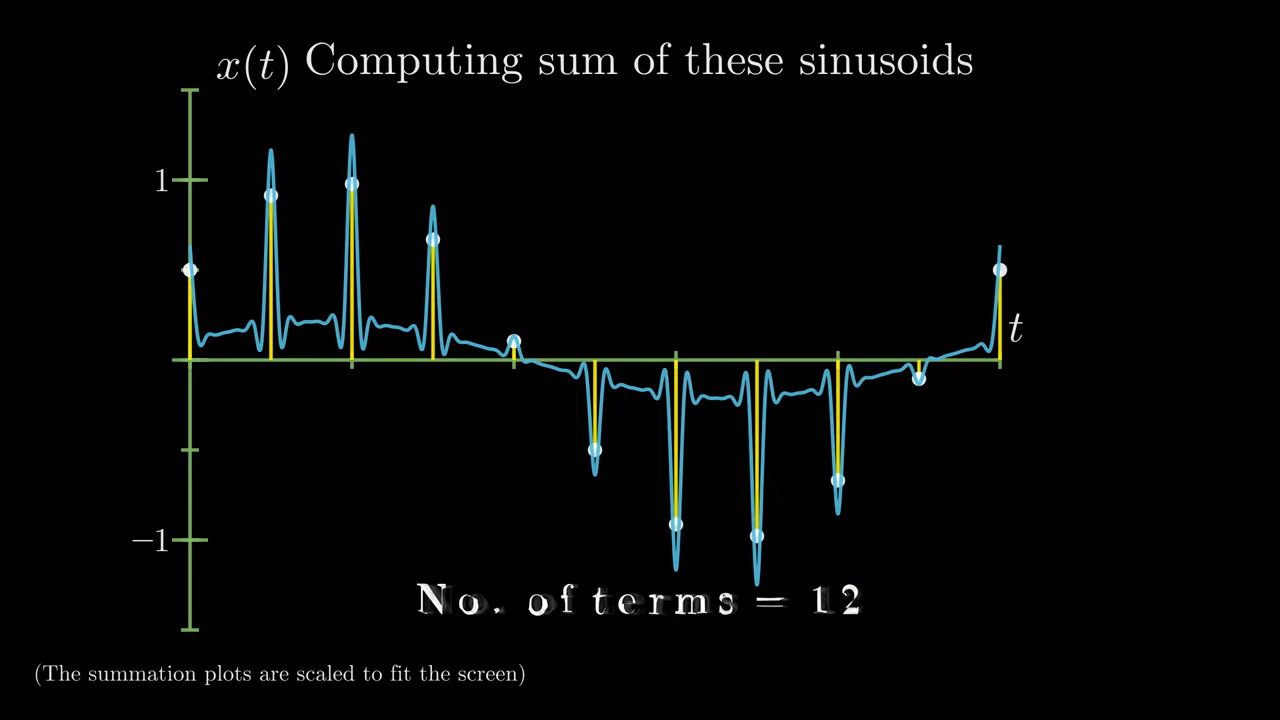 x(t) Computing sum of these sinusoids
1
t
−1
No. of terms = 12
(The summation plots are scaled to fit the screen)